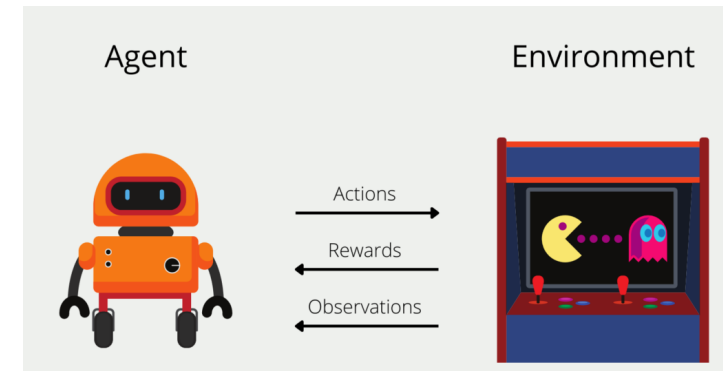 Agent
Environment
Actions
Rewards
Observations